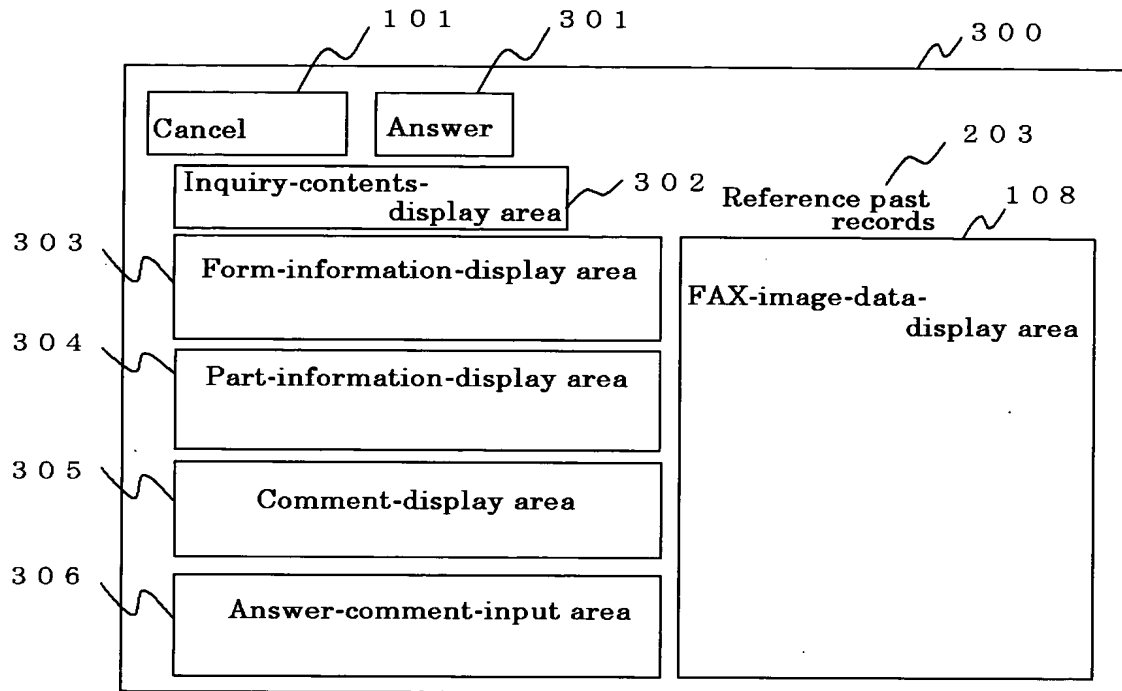 １０１
３０１
３００
Cancel
Answer
２０３
Inquiry-contents-
display area
３０２
Reference past
records
１０８
３０３
Form-information-display area
FAX-image-data-
display area
３０４
Part-information-display area
３０５
Comment-display area
３０６
Answer-comment-input area